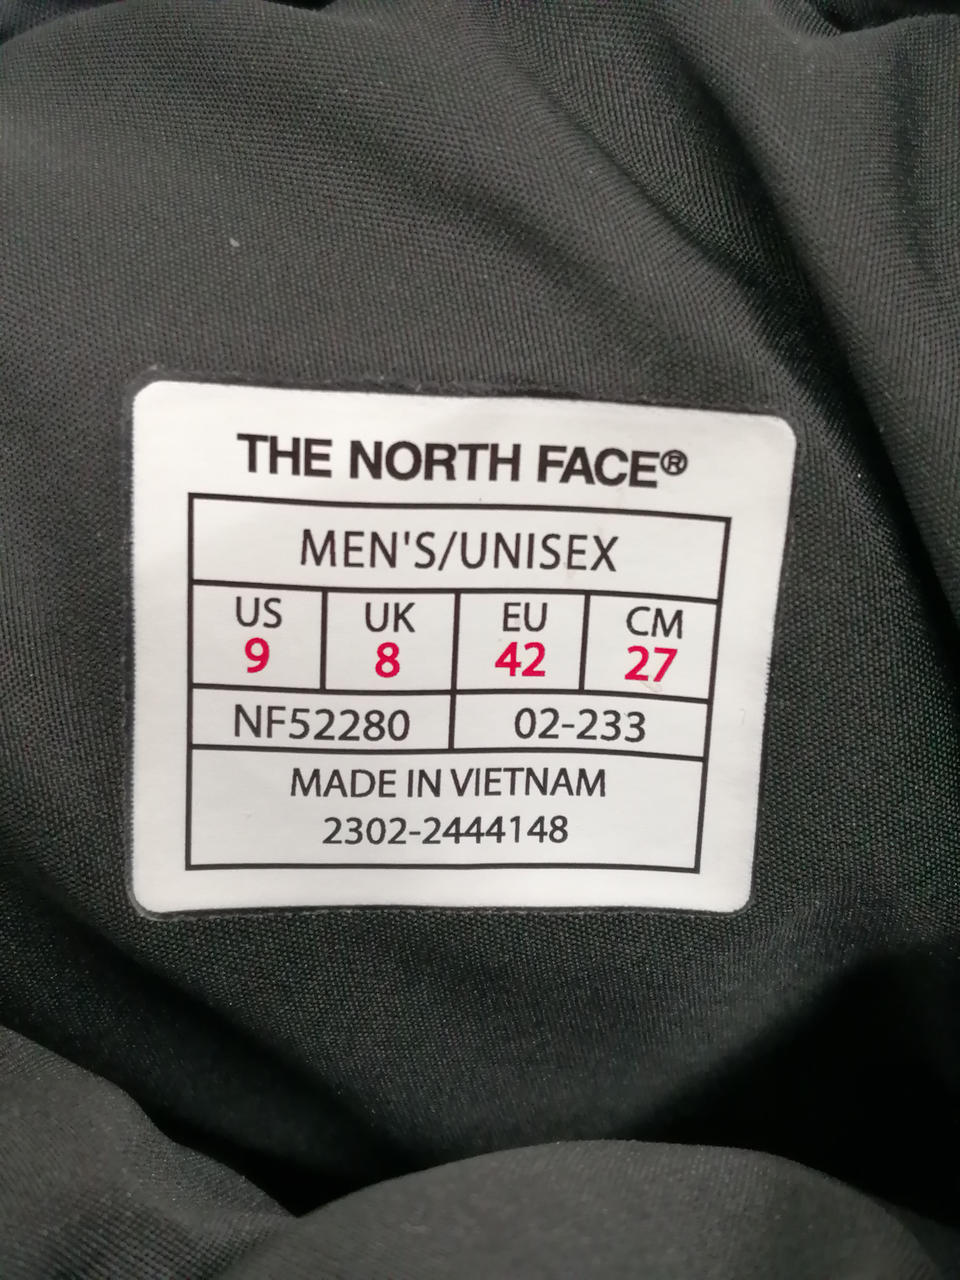 THE NORTH FACE®
MEN'S/UNISEX
US UK EU CM
9 8 42 27
NF52280 02-233
MADE IN VIETNAM
2302-2444148